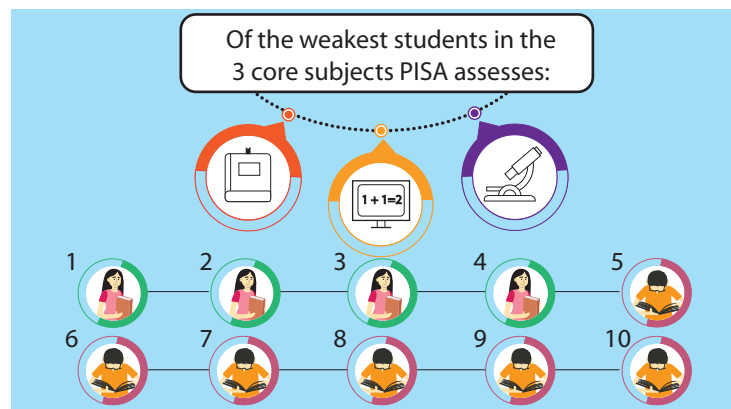 Of the weakest students in the
3 core subjects PISA assesses:
1 + 1=2
1 2 3 4 5
6 7 8 9 10